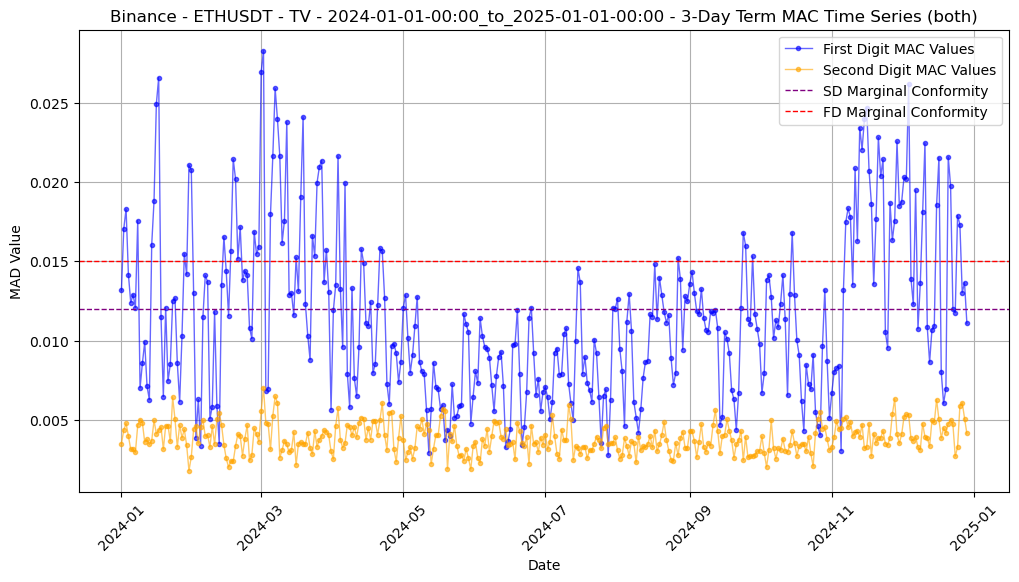 Binance - ETHUSDT - TV - 2024-01-01-00:00_to_2025-01-01-00:00 - 3-Day Term MAC Time Series (both)
First Digit MAC Values
Second Digit MAC Values
SD Marginal Conformity
FD Marginal Conformity
MAD Value
0.025
0.020
0.015
0.010
0.005
2024-01
2024-03
2024-05
2024-07
2024-09
2024-11
2025-01
Date